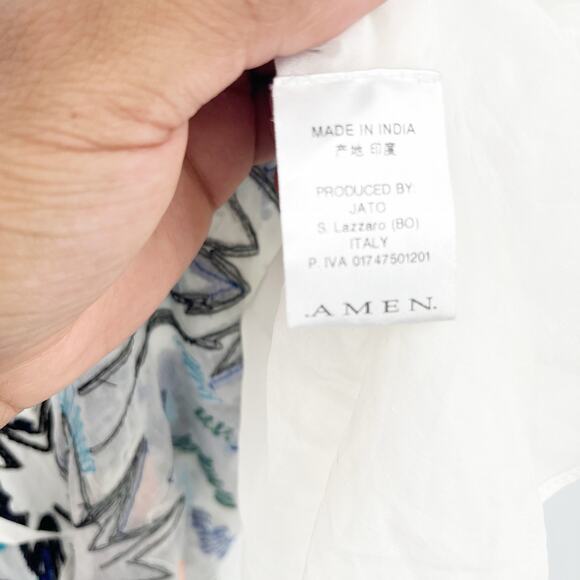 MADE IN INDIA
产地 印度
PRODUCED BY
JATO
S. Lazzaro (BO)
ITALY
P. IVA 01747501201
.AMEN.